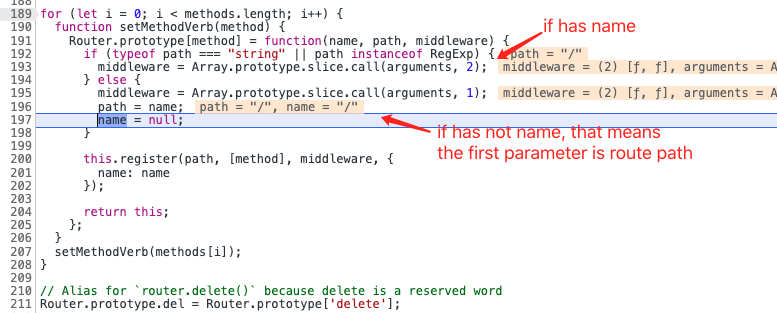 188
189 for (let i = 0; i < methods.length; i++) {
190 function setMethodVerb(method) {
191 Router.prototype[method] = function(name, path, middleware) {
if has name
192 if (typeof path === "string" || path instanceof RegExp) { path = "/"
193 middleware = Array.prototype.slice.call(arguments, 2); middleware = (2) [ƒ, ƒ], arguments = A
194 } else {
195 middleware = Array.prototype.slice.call(arguments, 1); middleware = (2) [ƒ, ƒ], arguments = A
196 path = name; path = "/", name = "/"
197 name = null;
198 }
if has not name, that means
the first parameter is route path
199
200 this.register(path, [method], middleware, {
201 name: name
202 });
203
204 return this;
205 };
206 }
207 setMethodVerb(methods[i]);
208 }
209
210 // Alias for `router.delete()` because delete is a reserved word
211 Router.prototype.del = Router.prototype['delete'];